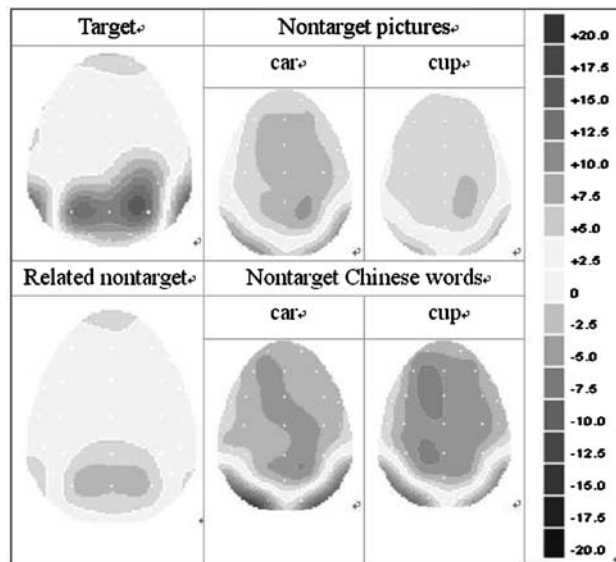 Target↵
Nontarget pictures↵
car↵
cup↵
Related nontarget↵
Nontarget Chinese words↵
car↵
cup↵
+20.0
+17.5
+15.0
+12.5
+10.0
+7.5
+5.0
+2.5
0
-2.5
-5.0
-7.5
-10.0
-12.5
-15.0
-17.5
-20.0